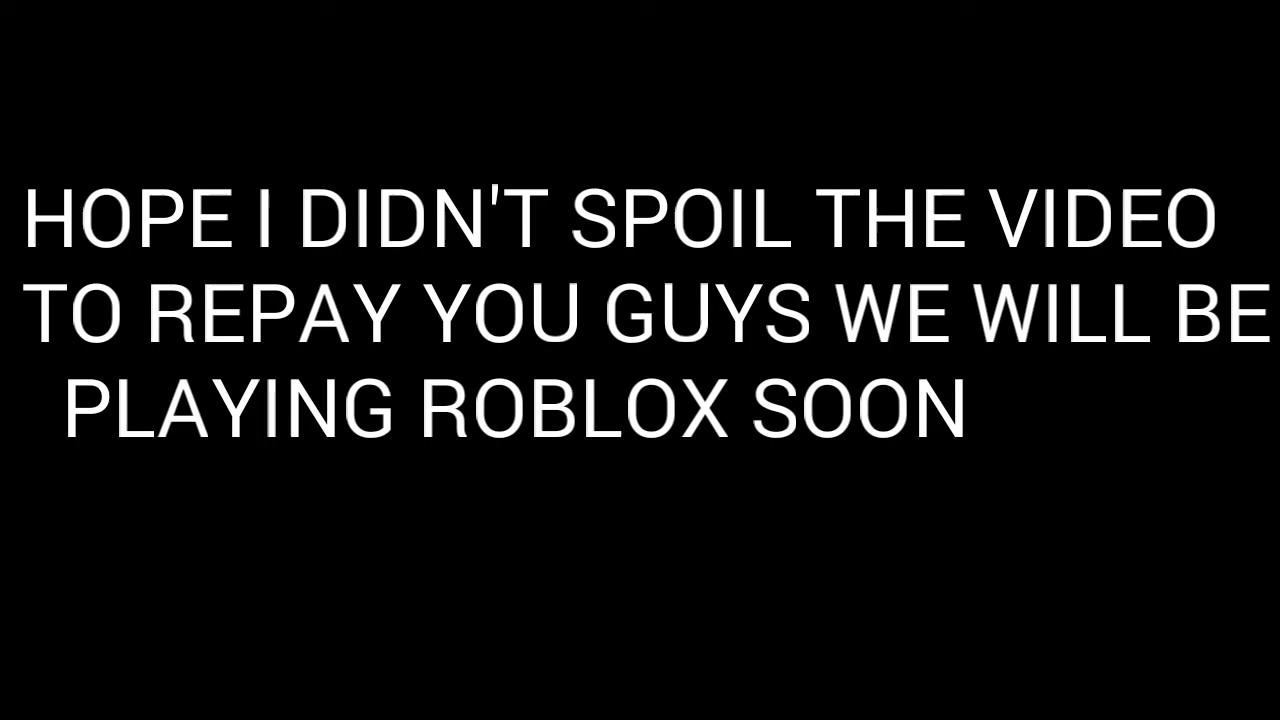 HOPE I DIDN'T SPOIL THE VIDEO
TO REPAY YOU GUYS WE WILL BE
PLAYING ROBLOX SOON